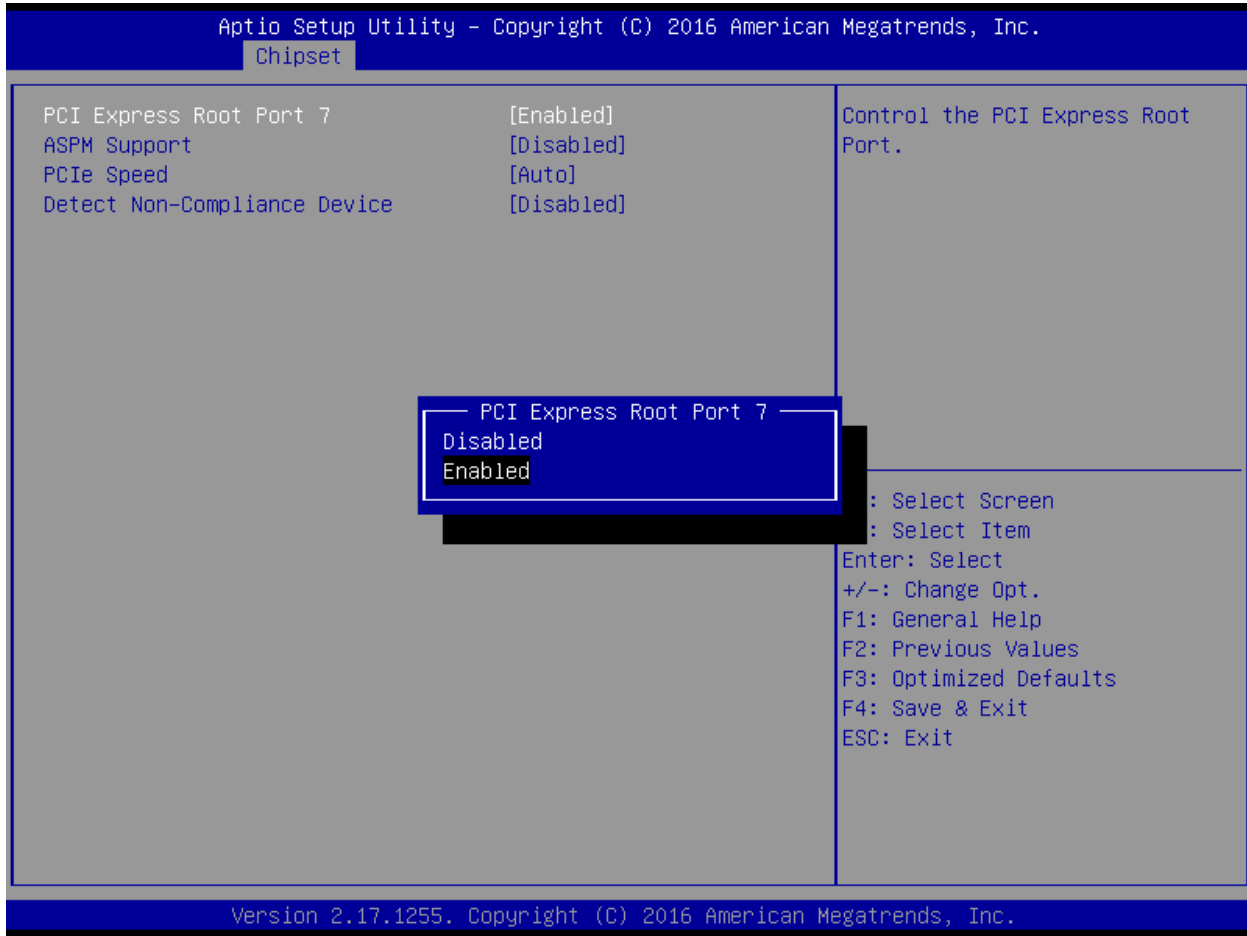 Aptio Setup Utility – Copyright (C) 2016 American Megatrends, Inc.
Chipset
PCI Express Root Port 7 [Enabled]
ASPM Support [Disabled]
PCIe Speed [Auto]
Detect Non-Compliance Device [Disabled]
Control the PCI Express Root
Port.
PCI Express Root Port 7
Disabled
Enabled
: Select Screen
: Select Item
Enter: Select
+/-: Change Opt.
F1: General Help
F2: Previous Values
F3: Optimized Defaults
F4: Save & Exit
ESC: Exit
Version 2.17.1255. Copyright (C) 2016 American Megatrends, Inc.